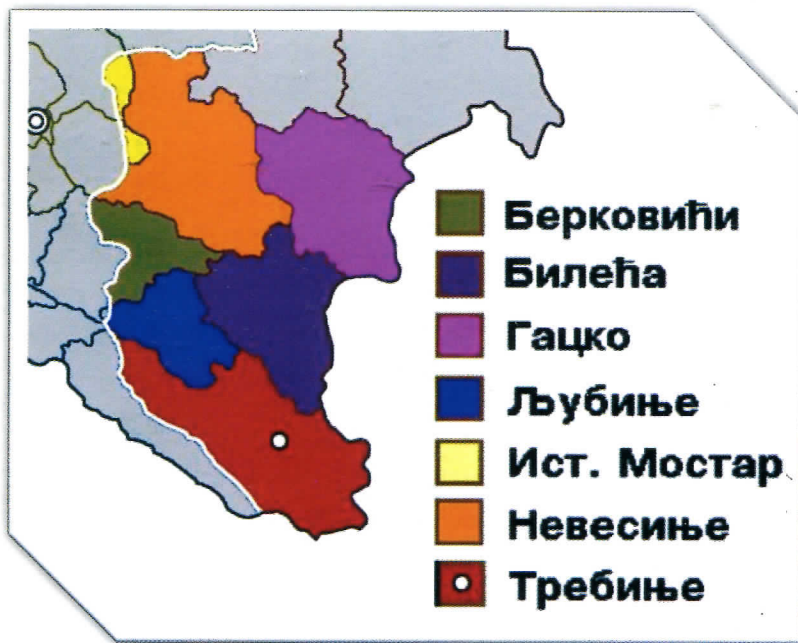 Берковићи
Билећа
Гацко
Љубиње
Ист. Мостар
Невесиње
Требиње